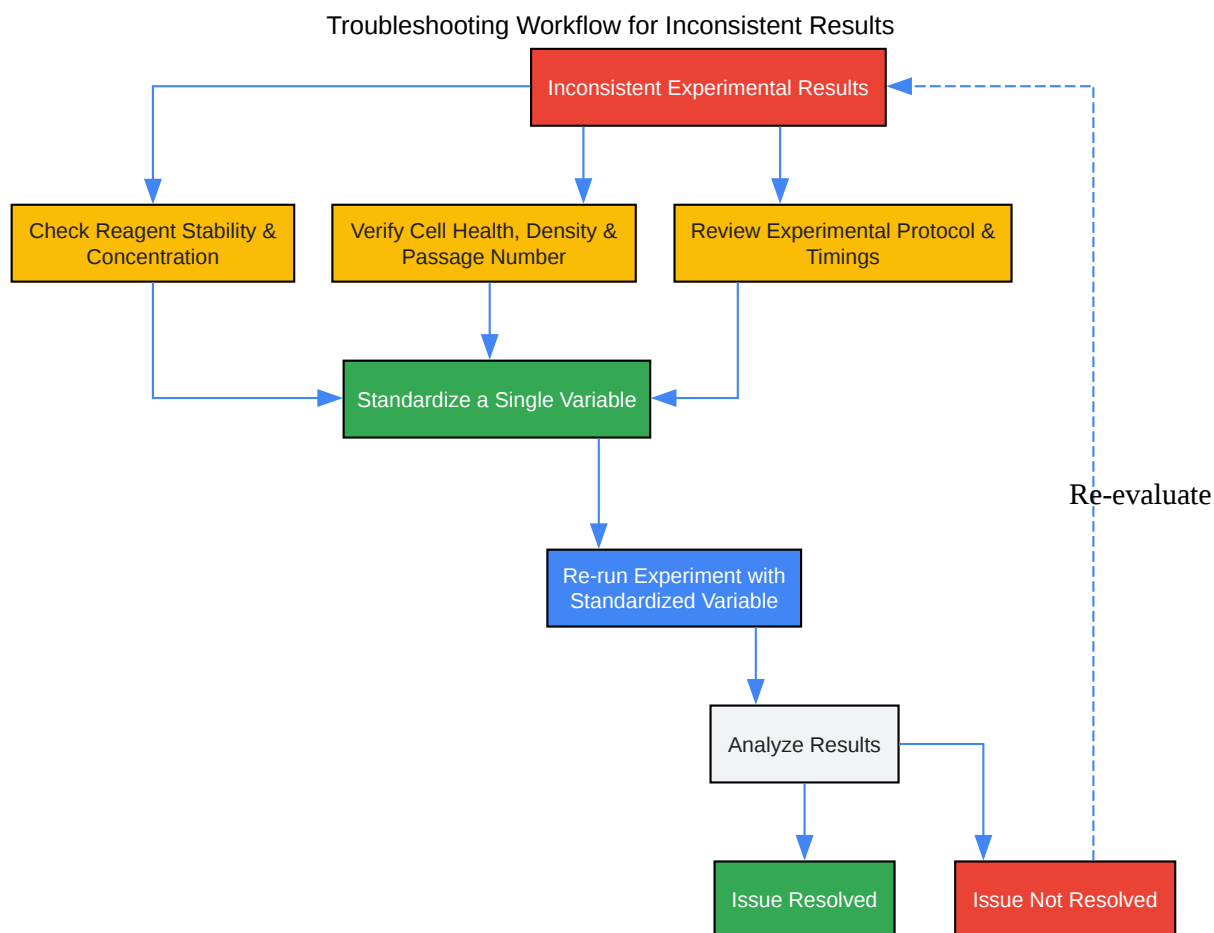 Troubleshooting Workflow for Inconsistent Results
Inconsistent Experimental Results
Check Reagent Stability &
Concentration
Verify Cell Health, Density &
Passage Number
Review Experimental Protocol &
Timings
Standardize a Single Variable
Re-evaluate
Re-run Experiment with
Standardized Variable
Analyze Results
Issue Resolved
Issue Not Resolved